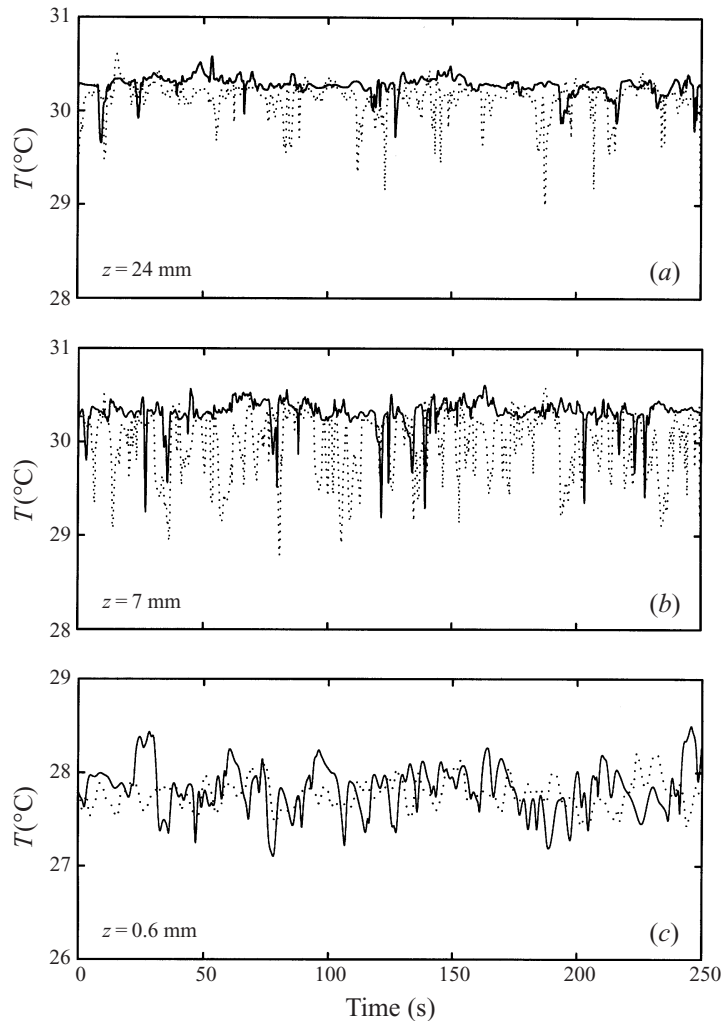 31
30
29
28
T(°C)
z = 24 mm
(a)
31
30
29
28
T(°C)
z = 7 mm
(b)
29
28
27
26
T(°C)
z = 0.6 mm
(c)
0 50 100 150 200 250
Time (s)